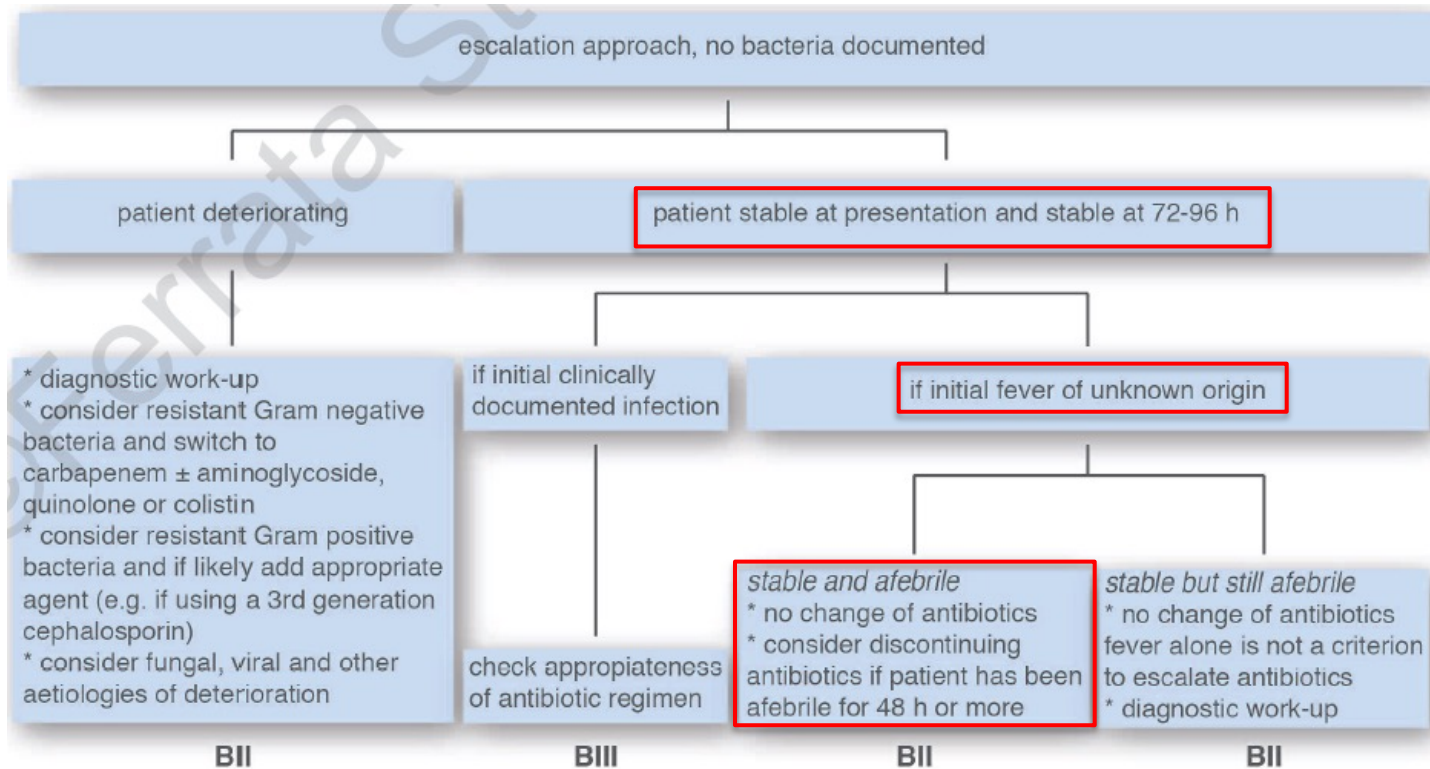 escalation approach, no bacteria documented
patient deteriorating
patient stable at presentation and stable at 72-96 h
* diagnostic work-up
* consider resistant Gram negative
bacteria and switch to
carbapenem ± aminoglycoside,
quinolone or colistin
* consider resistant Gram positive
bacteria and if likely add appropriate
agent (e.g. if using a 3rd generation
cephalosporin)
* consider fungal, viral and other
aetiologies of deterioration
if initial clinically
documented infection
if initial fever of unknown origin
check appropiateness
of antibiotic regimen
stable and afebrile
* no change of antibiotics
* consider discontinuing
antibiotics if patient has been
afebrile for 48 h or more
stable but still afebrile
* no change of antibiotics
fever alone is not a criterion
to escalate antibiotics
* diagnostic work-up
BII
BIII
BII
BII
Ferrata